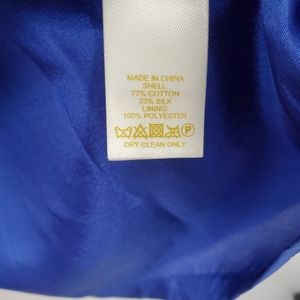 MADE IN CHINA
SHELL
77% COTTON
23% SILK
LINING
100% POLYESTER
P
DRY CLEAN ONLY